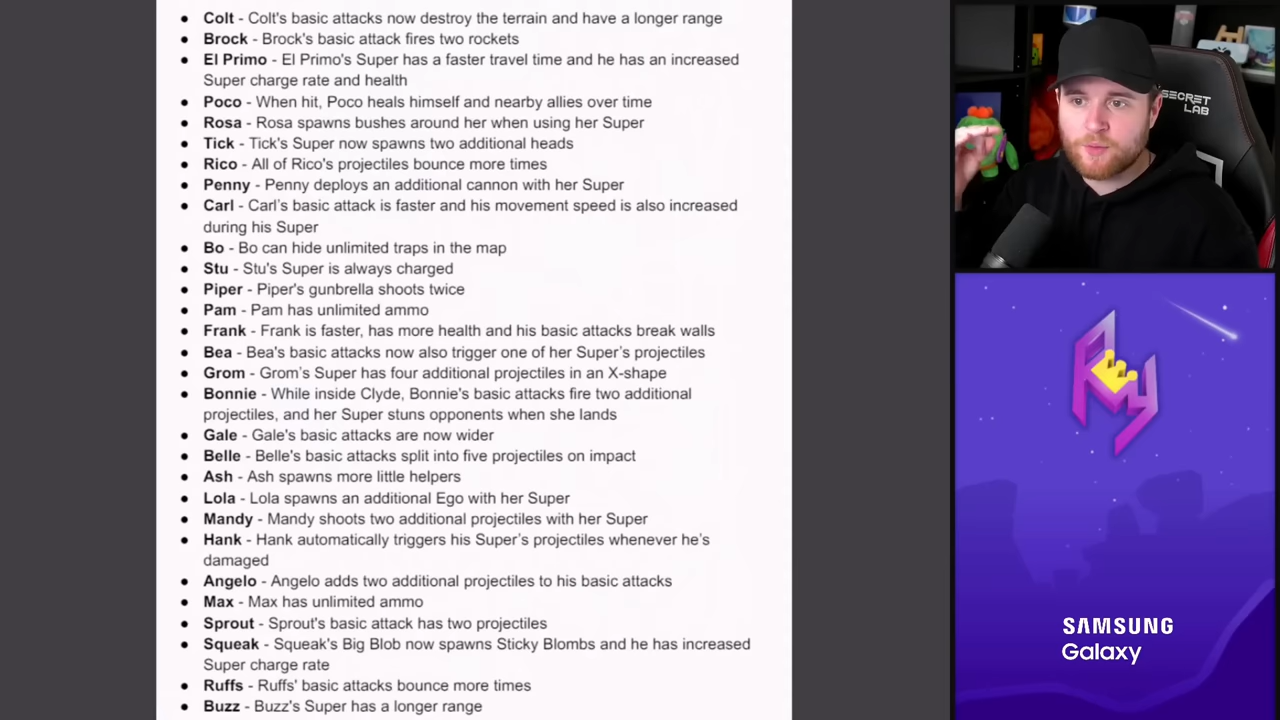 ● Colt - Colt's basic attacks now destroy the terrain and have a longer range
● Brock - Brock's basic attack fires two rockets
● El Primo - El Primo's Super has a faster travel time and he has an increased
Super charge rate and health
● Poco - When hit, Poco heals himself and nearby allies over time
● Rosa - Rosa spawns bushes around her when using her Super
● Tick - Tick's Super now spawns two additional heads
● Rico - All of Rico's projectiles bounce more times
● Penny - Penny deploys an additional cannon with her Super
● Carl - Carl's basic attack is faster and his movement speed is also increased
during his Super
● Bo - Bo can hide unlimited traps in the map
● Stu - Stu's Super is always charged
● Piper - Piper's gunbrella shoots twice
● Pam - Pam has unlimited ammo
● Frank - Frank is faster, has more health and his basic attacks break walls
● Bea - Bea's basic attacks now also trigger one of her Super's projectiles
● Grom - Grom's Super has four additional projectiles in an X-shape
● Bonnie - While inside Clyde, Bonnie's basic attacks fire two additional
projectiles, and her Super stuns opponents when she lands
● Gale - Gale's basic attacks are now wider
● Belle - Belle's basic attacks split into five projectiles on impact
● Ash - Ash spawns more little helpers
● Lola - Lola spawns an additional Ego with her Super
● Mandy - Mandy shoots two additional projectiles with her Super
● Hank - Hank automatically triggers his Super's projectiles whenever he's
damaged
● Angelo - Angelo adds two additional projectiles to his basic attacks
● Max - Max has unlimited ammo
● Sprout - Sprout's basic attack has two projectiles
● Squeak - Squeak's Big Blob now spawns Sticky Blombs and he has increased
Super charge rate
● Ruffs - Ruffs' basic attacks bounce more times
● Buzz - Buzz's Super has a longer range
SECRET
LAB
Rey
SAMSUNG
Galaxy